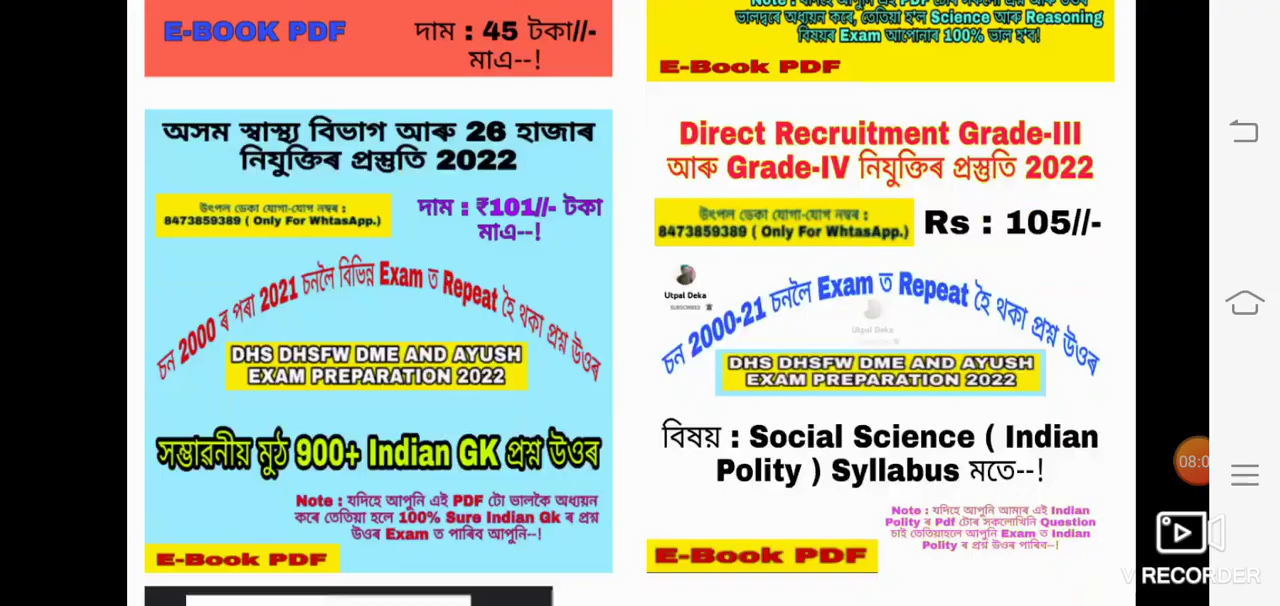 E-BOOK PDF
দাম : 45 টকা//-
মাএ--!
ভালদৰে অধ্যয়ন কৰে, তেতিয়া হ'ল Science আৰু Reasoning
বিষয়ৰ Exam আপোনাৰ 100% ভাল হ'ব!
E-Book PDF
অসম স্বাস্থ্য বিভাগ আৰু 26 হাজাৰ
নিযুক্তিৰ প্ৰস্তুতি 2022
উৎপল ডেকা যোগা-যোগ নম্বৰ :
8473859389 ( Only For WhtasApp.)
দাম : ₹101//- টকা
মাএ--!
চন 2000 ৰ পৰা 2021 চনলৈ বিভিন্ন Exam ত Repeat হৈ থকা প্ৰশ্ন উওৰ
DHS DHSFW DME AND AYUSH
EXAM PREPARATION 2022
সম্ভাৱনীয় মুঠ 900+ Indian GK প্ৰশ্ন উওৰ
Note : যদিহে আপুনি এই PDF টো ভালকৈ অধ্যয়ন
কৰে তেতিয়া হলে 100% Sure Indian Gk ৰ প্ৰশ্ন
উওৰ Exam ত পাৰিব আপুনি--!
E-Book PDF
Direct Recruitment Grade-III
আৰু Grade-IV নিযুক্তিৰ প্ৰস্তুতি 2022
উৎপল ডেকা যোগা-যোগ নম্বৰ :
8473859389 ( Only For WhtasApp.)
Rs : 105//-
Utpal Deka
SUBSCRIBED
Utpal Deka
চন 2000-21 চনলৈ Exam ত Repeat হৈ থকা প্ৰশ্ন উওৰ
DHS DHSFW DME AND AYUSH
EXAM PREPARATION 2022
বিষয় : Social Science ( Indian
Polity ) Syllabus মতে--!
Note : যদিহে আপুনি আমাৰ এই Indian
Polity ৰ Pdf টোৰ সকলোখিনি Question
চাই তেতিয়াহলে আপুনি Exam ত Indian
Polity ৰ প্ৰশ্ন উওৰ পাৰিব--!
E-Book PDF
08:0
V RECORDER